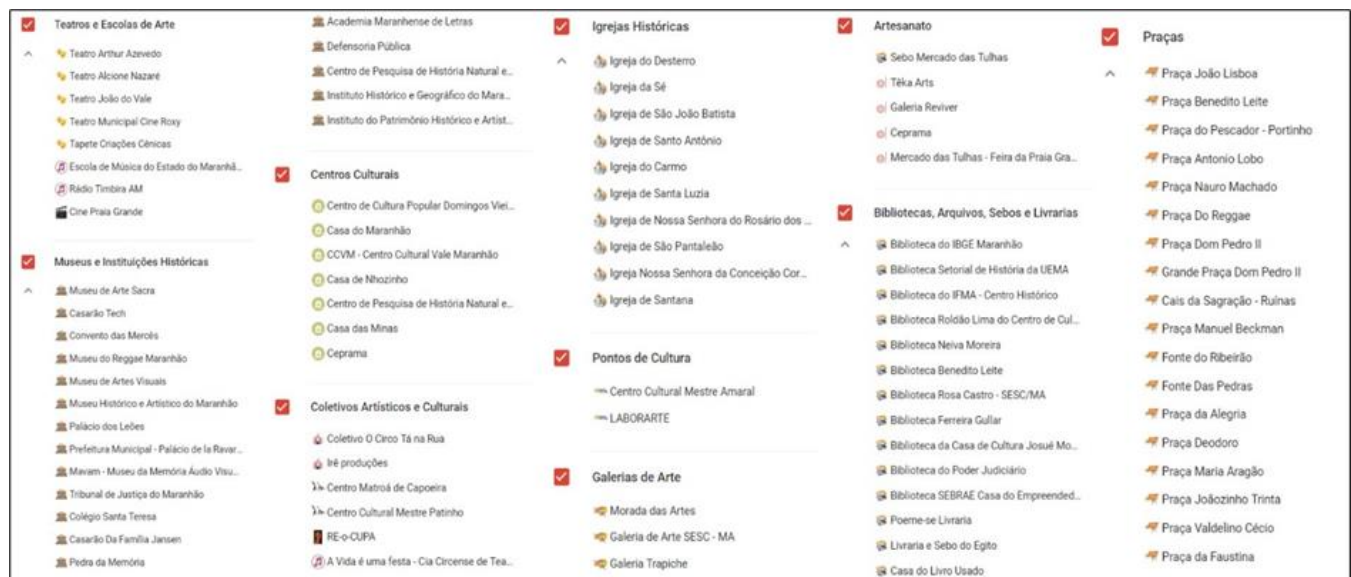 Teatros e Escolas de Arte
Teatro Arthur Azevedo
Teatro Alcione Nazaré
Teatro João do Vale
Teatro Municipal Cine Roxy
Tapete Criações Cênicas
Escola de Música do Estado do Maranhã...
Rádio Timbira AM
Cine Praia Grande
Museus e Instituições Históricas
Museu de Arte Sacra
Casarão Tech
Convento das Mercês
Museu do Reggae Maranhão
Museu de Artes Visuais
Museu Histórico e Artístico do Maranhão
Palácio dos Leões
Prefeitura Municipal - Palácio de la Ravar...
Mavam - Museu da Memória Áudio Visu...
Tribunal de Justiça do Maranhão
Colégio Santa Teresa
Casarão Da Família Jansen
Pedra da Memória
Academia Maranhense de Letras
Defensoria Pública
Centro de Pesquisa de História Natural e...
Instituto Histórico e Geográfico do Mara...
Instituto do Patrimônio Histórico e Artíst...
Centros Culturais
Centro de Cultura Popular Domingos Viei...
Casa do Maranhão
CCVM - Centro Cultural Vale Maranhão
Casa de Nhozinho
Centro de Pesquisa de História Natural e...
Casa das Minas
Ceprama
Coletivos Artísticos e Culturais
Coletivo O Circo Tá na Rua
Irê produções
Centro Matroá de Capoeira
Centro Cultural Mestre Patinho
RE-o-CUPA
A Vida é uma festa - Cia Circense de Tea...
Igrejas Históricas
Igreja do Desterro
Igreja da Sé
Igreja de São João Batista
Igreja de Santo Antônio
Igreja do Carmo
Igreja de Santa Luzia
Igreja de Nossa Senhora do Rosário dos ...
Igreja de São Pantaleão
Igreja Nossa Senhora da Conceição Cor...
Igreja de Santana
Pontos de Cultura
Centro Cultural Mestre Amaral
LABORARTE
Galerias de Arte
Morada das Artes
Galeria de Arte SESC - MA
Galeria Trapiche
Artesanato
Sebo Mercado das Tulhas
Têka Arts
Galeria Reviver
Ceprama
Mercado das Tulhas - Feira da Praia Gra...
Bibliotecas, Arquivos, Sebos e Livrarias
Biblioteca do IBGE Maranhão
Biblioteca Setorial de História da UEMA
Biblioteca do IFMA - Centro Histórico
Biblioteca Roldão Lima do Centro de Cul...
Biblioteca Neiva Moreira
Biblioteca Benedito Leite
Biblioteca Rosa Castro - SESC/MA
Biblioteca Ferreira Gullar
Biblioteca da Casa de Cultura Josué Mo...
Biblioteca do Poder Judiciário
Biblioteca SEBRAE Casa do Empreended...
Poeme-se Livraria
Livraria e Sebo do Egito
Casa do Livro Usado
Praças
Praça João Lisboa
Praça Benedito Leite
Praça do Pescador - Portinho
Praça Antonio Lobo
Praça Nauro Machado
Praça Do Reggae
Praça Dom Pedro II
Grande Praça Dom Pedro II
Cais da Sagração - Ruínas
Praça Manuel Beckman
Fonte do Ribeirão
Fonte Das Pedras
Praça da Alegria
Praça Deodoro
Praça Maria Aragão
Praça Joãozinho Trinta
Praça Valdelino Cécio
Praça da Faustina